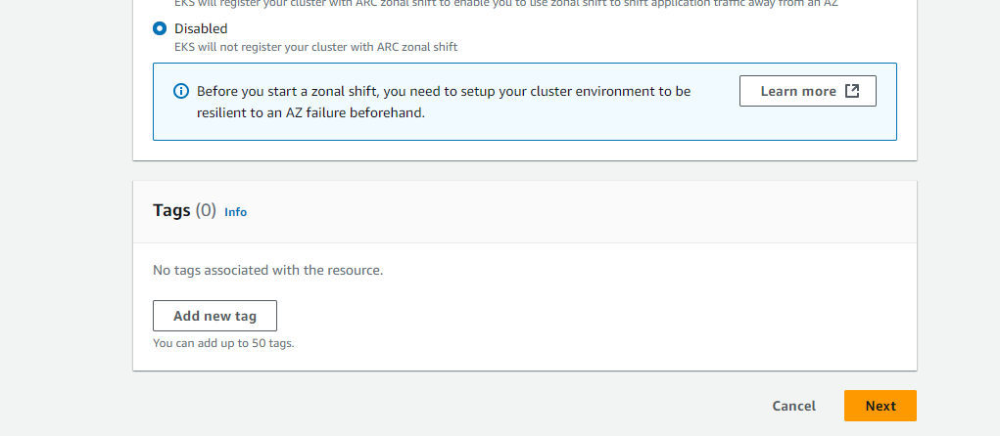 EKS will register your cluster with ARC zonal shift to enable you to use zonal shift to shift application traffic away from an AZ
Disabled
EKS will not register your cluster with ARC zonal shift
Before you start a zonal shift, you need to setup your cluster environment to be
resilient to an AZ failure beforehand.
Learn more
Tags (0) Info
No tags associated with the resource.
Add new tag
You can add up to 50 tags.
Cancel
Next